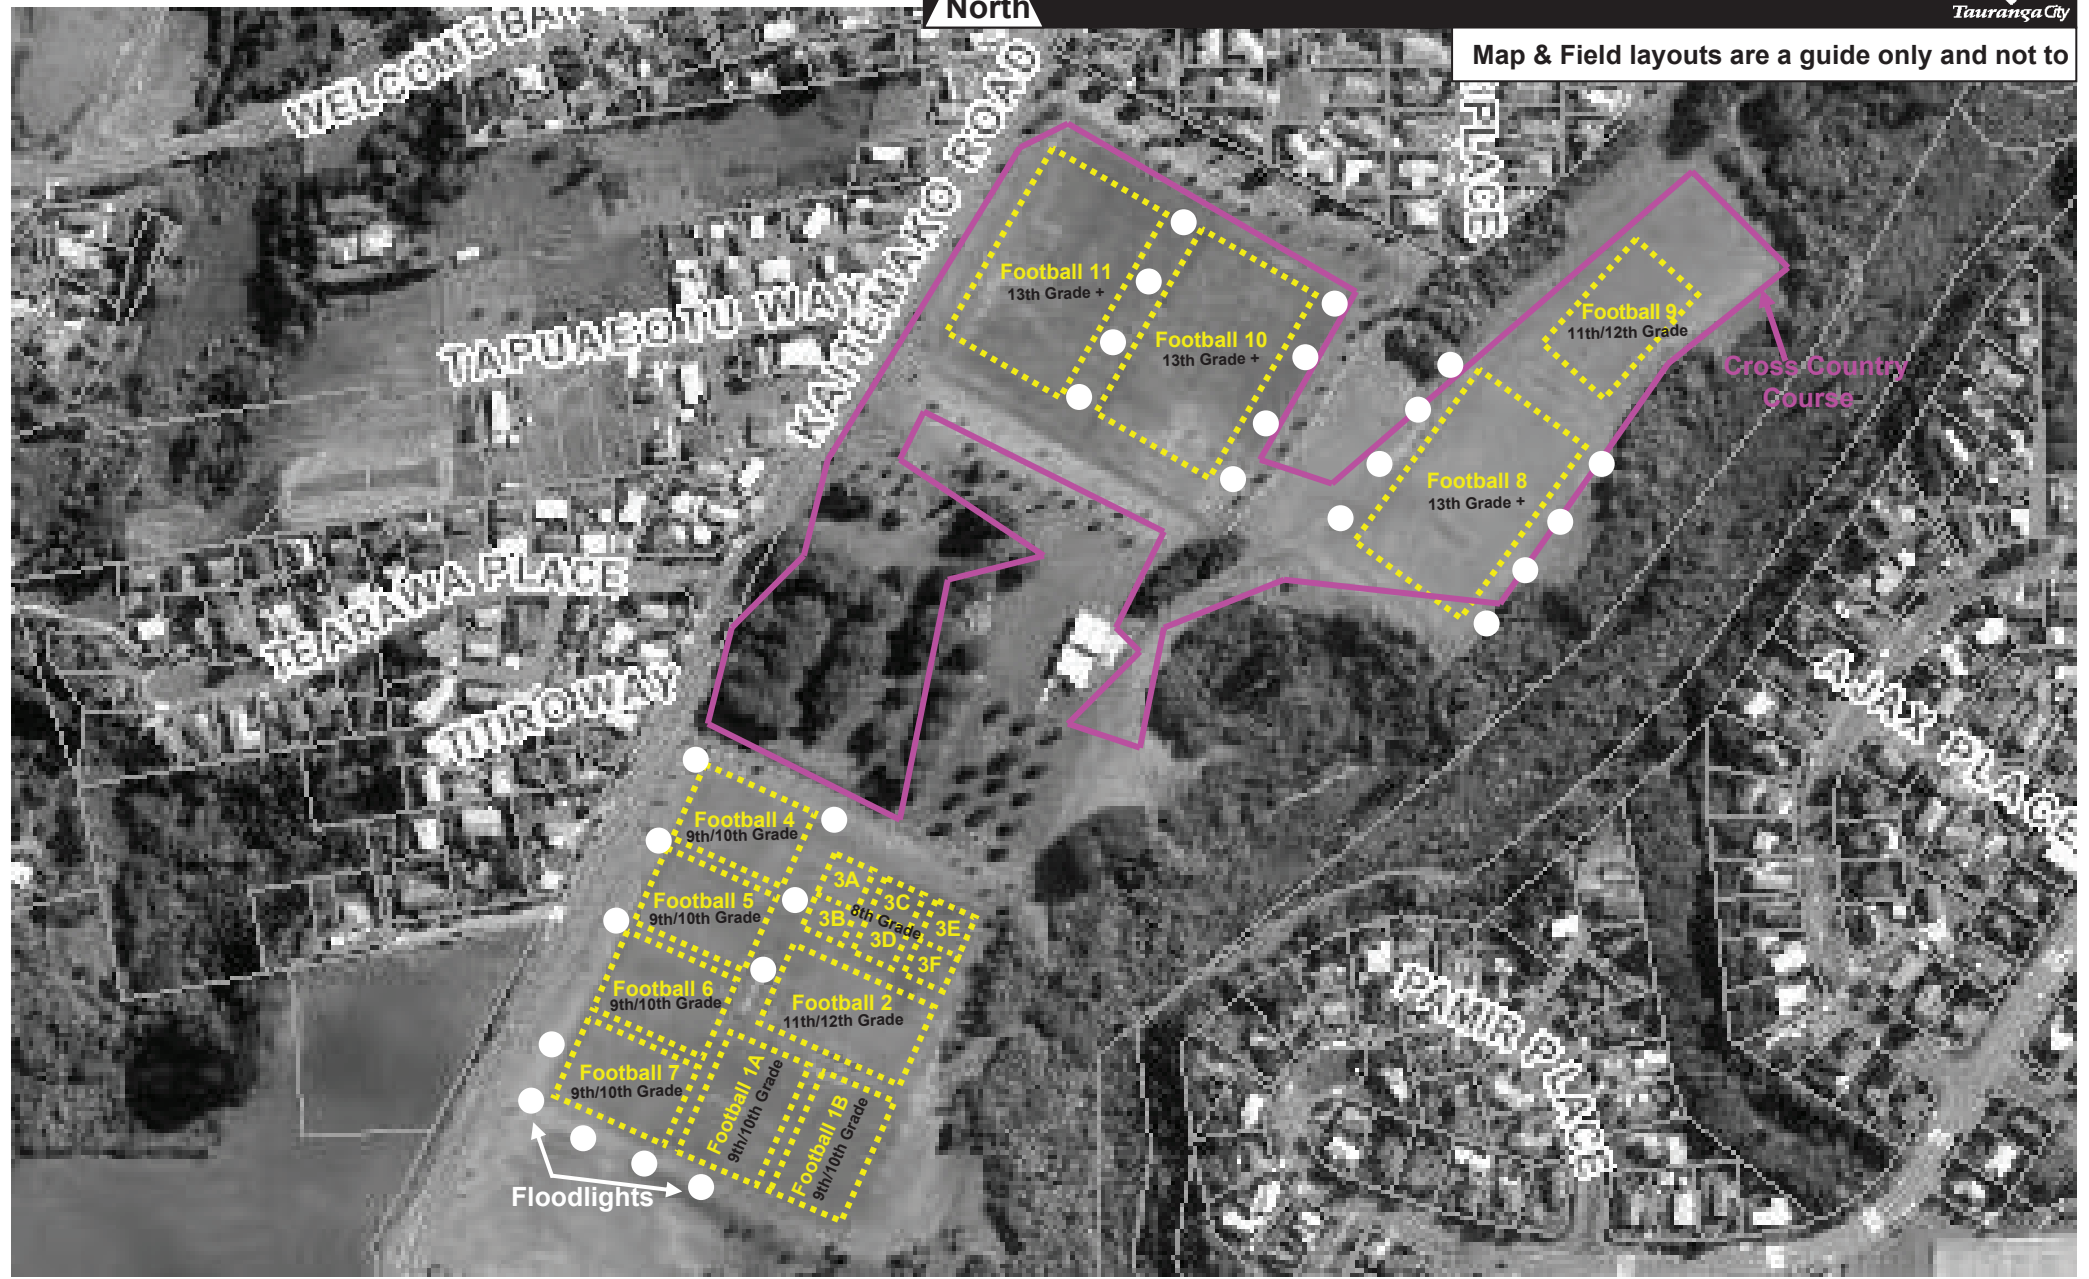 North
Tauranga City
Map & Field layouts are a guide only and not to
WELCOME BAY
KAITEMAKO ROAD
PLACE
TAPUAEOTU WAY
TE ARAWA PLACE
AJAX PLACE
PAMIR PLACE
Football 11
13th Grade +
Football 10
13th Grade +
Football 9
11th/12th Grade
Cross Country
Course
Football 8
13th Grade +
Football 4
9th/10th Grade
Football 5
9th/10th Grade
3A
3C
3E
8th Grade
3B
3D
3F
Football 6
9th/10th Grade
Football 2
11th/12th Grade
Football 7
9th/10th Grade
Football 1A
9th/10th Grade
Football 1B
9th/10th Grade
Floodlights